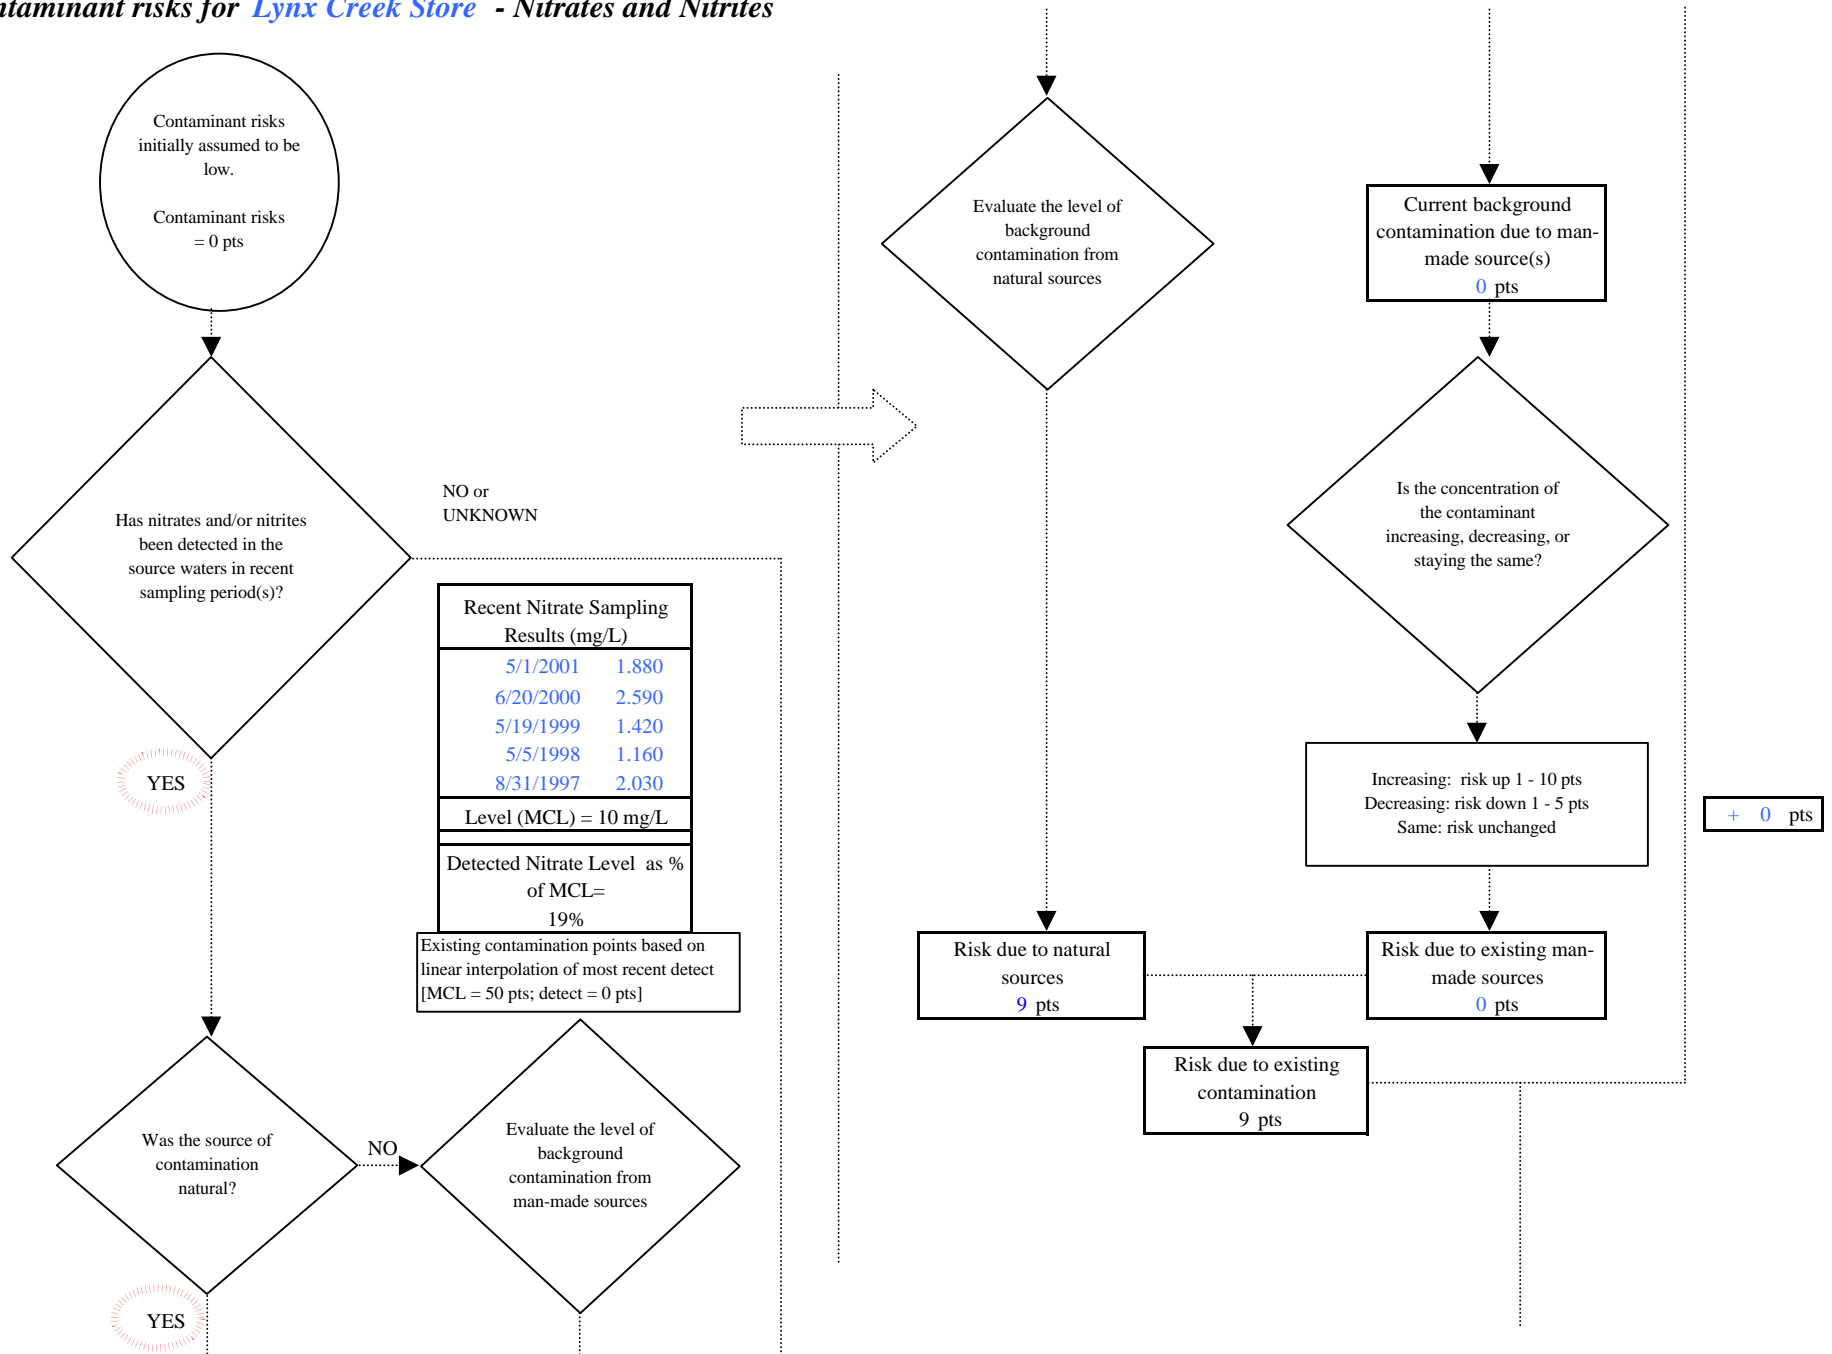 ntaminant risks for Lynx Creek Store - Nitrates and Nitrites
Contaminant risks
initially assumed to be
low.
Contaminant risks
= 0 pts
Has nitrates and/or nitrites
been detected in the
source waters in recent
sampling period(s)?
NO or
UNKNOWN
YES
Recent Nitrate Sampling
Results (mg/L)
5/1/2001 1.880
6/20/2000 2.590
5/19/1999 1.420
5/5/1998 1.160
8/31/1997 2.030
Level (MCL) = 10 mg/L
Detected Nitrate Level as %
of MCL=
19%
Existing contamination points based on
linear interpolation of most recent detect
[MCL = 50 pts; detect = 0 pts]
Was the source of
contamination
natural?
NO
YES
Evaluate the level of
background
contamination from
man-made sources
Evaluate the level of
background
contamination from
natural sources
Current background
contamination due to man-
made source(s)
0 pts
Is the concentration of
the contaminant
increasing, decreasing, or
staying the same?
Increasing: risk up 1 - 10 pts
Decreasing: risk down 1 - 5 pts
Same: risk unchanged
+ 0 pts
Risk due to natural
sources
9 pts
Risk due to existing man-
made sources
0 pts
Risk due to existing
contamination
9 pts